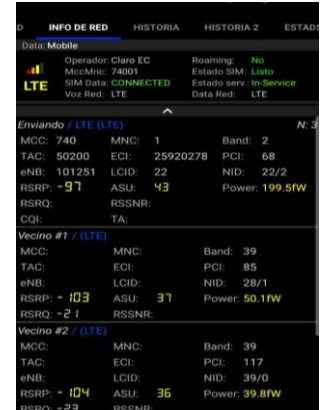 INFO DE RED HISTORIA HISTORIA 2 ESTADÍ
Data: Mobile
Operador: Claro EC Roaming: No
MccMnc: 74001 Estado SIM: Listo
SIM Data: CONNECTED Estado serv.: In-Service
LTE Voz Red: LTE Data Red: LTE
Enviando / LTE (LTE) N: 3
MCC: 740 MNC: 1 Band: 2
TAC: 50200 ECI: 25920278 PCI: 68
eNB: 101251 LCID: 22 NID: 22/2
RSRP: -97 ASU: 43 Power: 199.5fW
RSRQ: RSSNR:
CQI: TA:
Vecino #1 / (LTE)
MCC: MNC: Band: 39
TAC: ECI: PCI: 85
eNB: LCID: NID: 28/1
RSRP: -103 ASU: 37 Power: 50.1fW
RSRQ: -21 RSSNR:
Vecino #2 / (LTE)
MCC: MNC: Band: 39
TAC: ECI: PCI: 117
eNB: LCID: NID: 39/0
RSRP: -104 ASU: 36 Power: 39.8fW
RSRQ: -23 RSSNR: